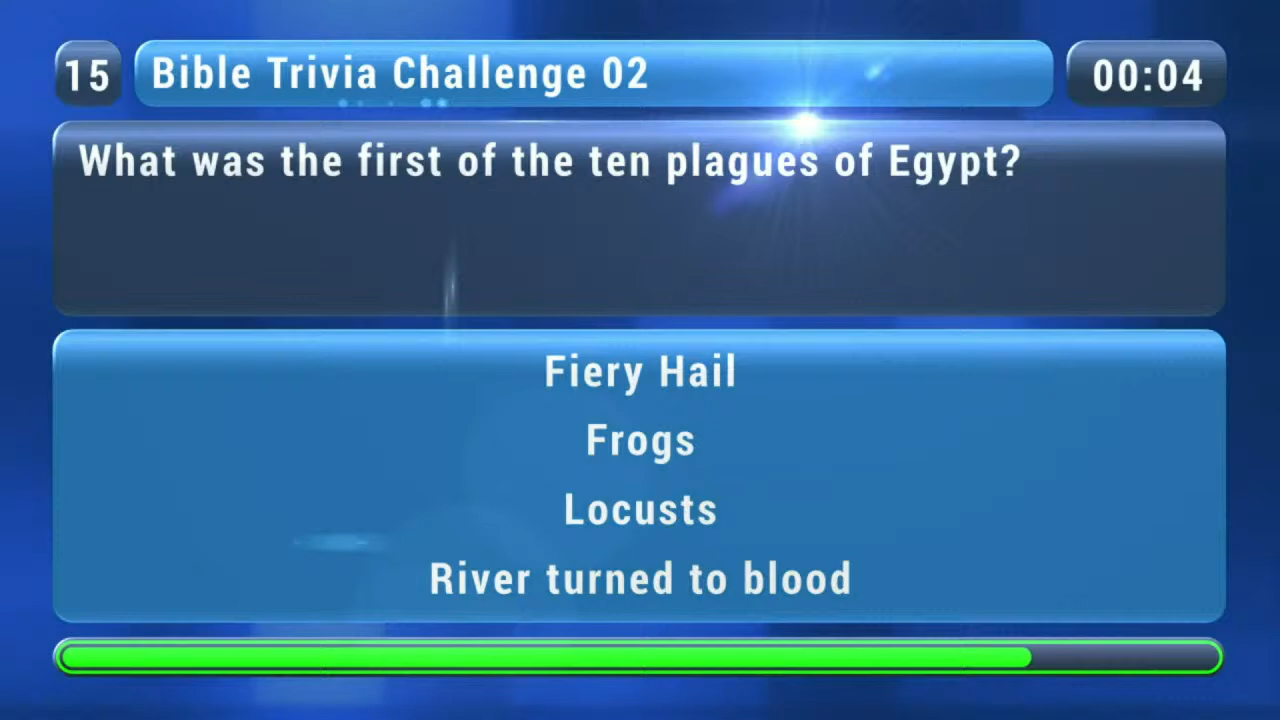 15
Bible Trivia Challenge 02
00:04
What was the first of the ten plagues of Egypt?
Fiery Hail
Frogs
Locusts
River turned to blood